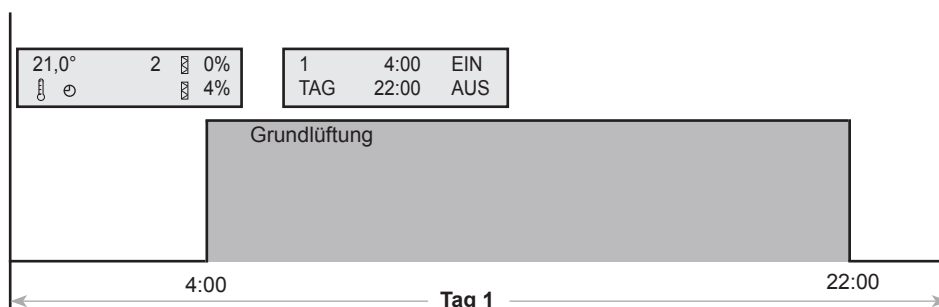 21,0° 2 0%
4%
1 4:00 EIN
TAG 22:00 AUS
Grundlüftung
4:00 22:00
Tag 1